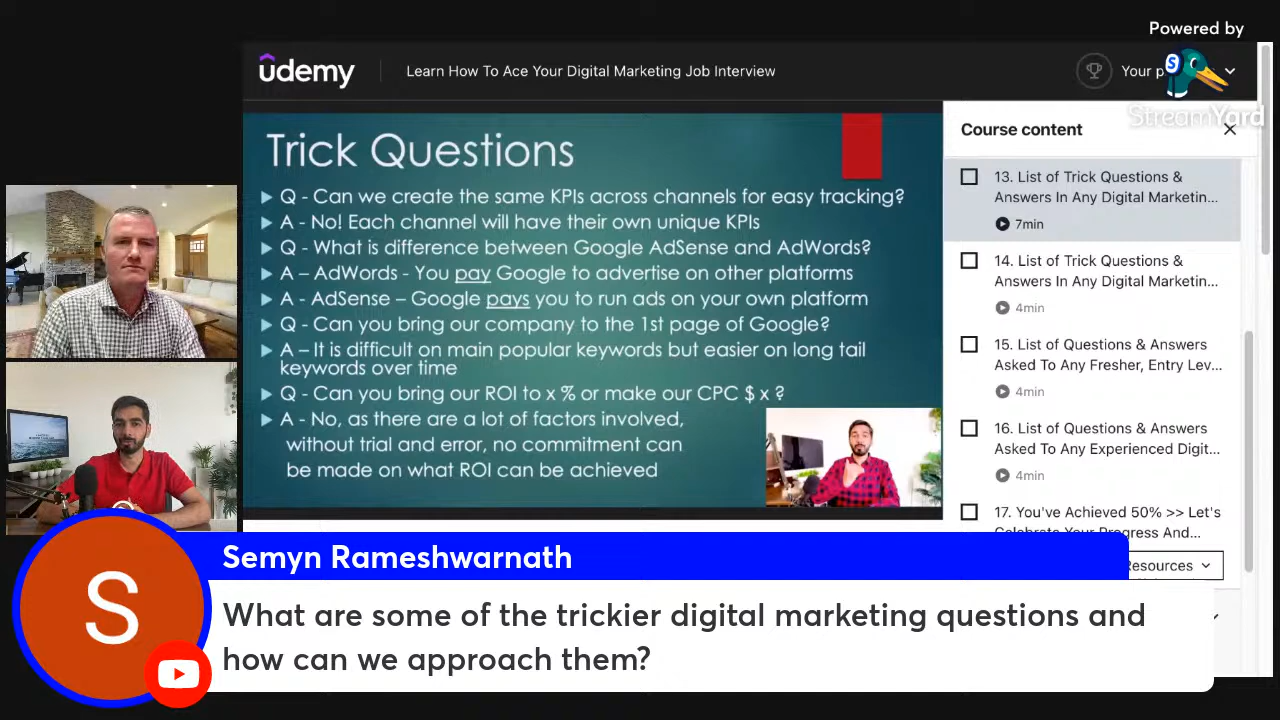 Powered by
StreamYard
S
udemy
Learn How To Ace Your Digital Marketing Job Interview
Your p
Trick Questions
Q - Can we create the same KPIs across channels for easy tracking?
A - No! Each channel will have their own unique KPIs
Q - What is difference between Google AdSense and AdWords?
A – AdWords - You pay Google to advertise on other platforms
A - AdSense – Google pays you to run ads on your own platform
Q - Can you bring our company to the 1st page of Google?
A – It is difficult on main popular keywords but easier on long tail
keywords over time
Q - Can you bring our ROI to x % or make our CPC $ x ?
A - No, as there are a lot of factors involved,
without trial and error, no commitment can
be made on what ROI can be achieved
Course content
13. List of Trick Questions &
Answers In Any Digital Marketin...
7min
14. List of Trick Questions &
Answers In Any Digital Marketin...
4min
15. List of Questions & Answers
Asked To Any Fresher, Entry Lev...
4min
16. List of Questions & Answers
Asked To Any Experienced Digit...
4min
17. You've Achieved 50% >> Let's
Celebrate Your Progress And...
Resources
S
Semyn Rameshwarnath
What are some of the trickier digital marketing questions and
how can we approach them?